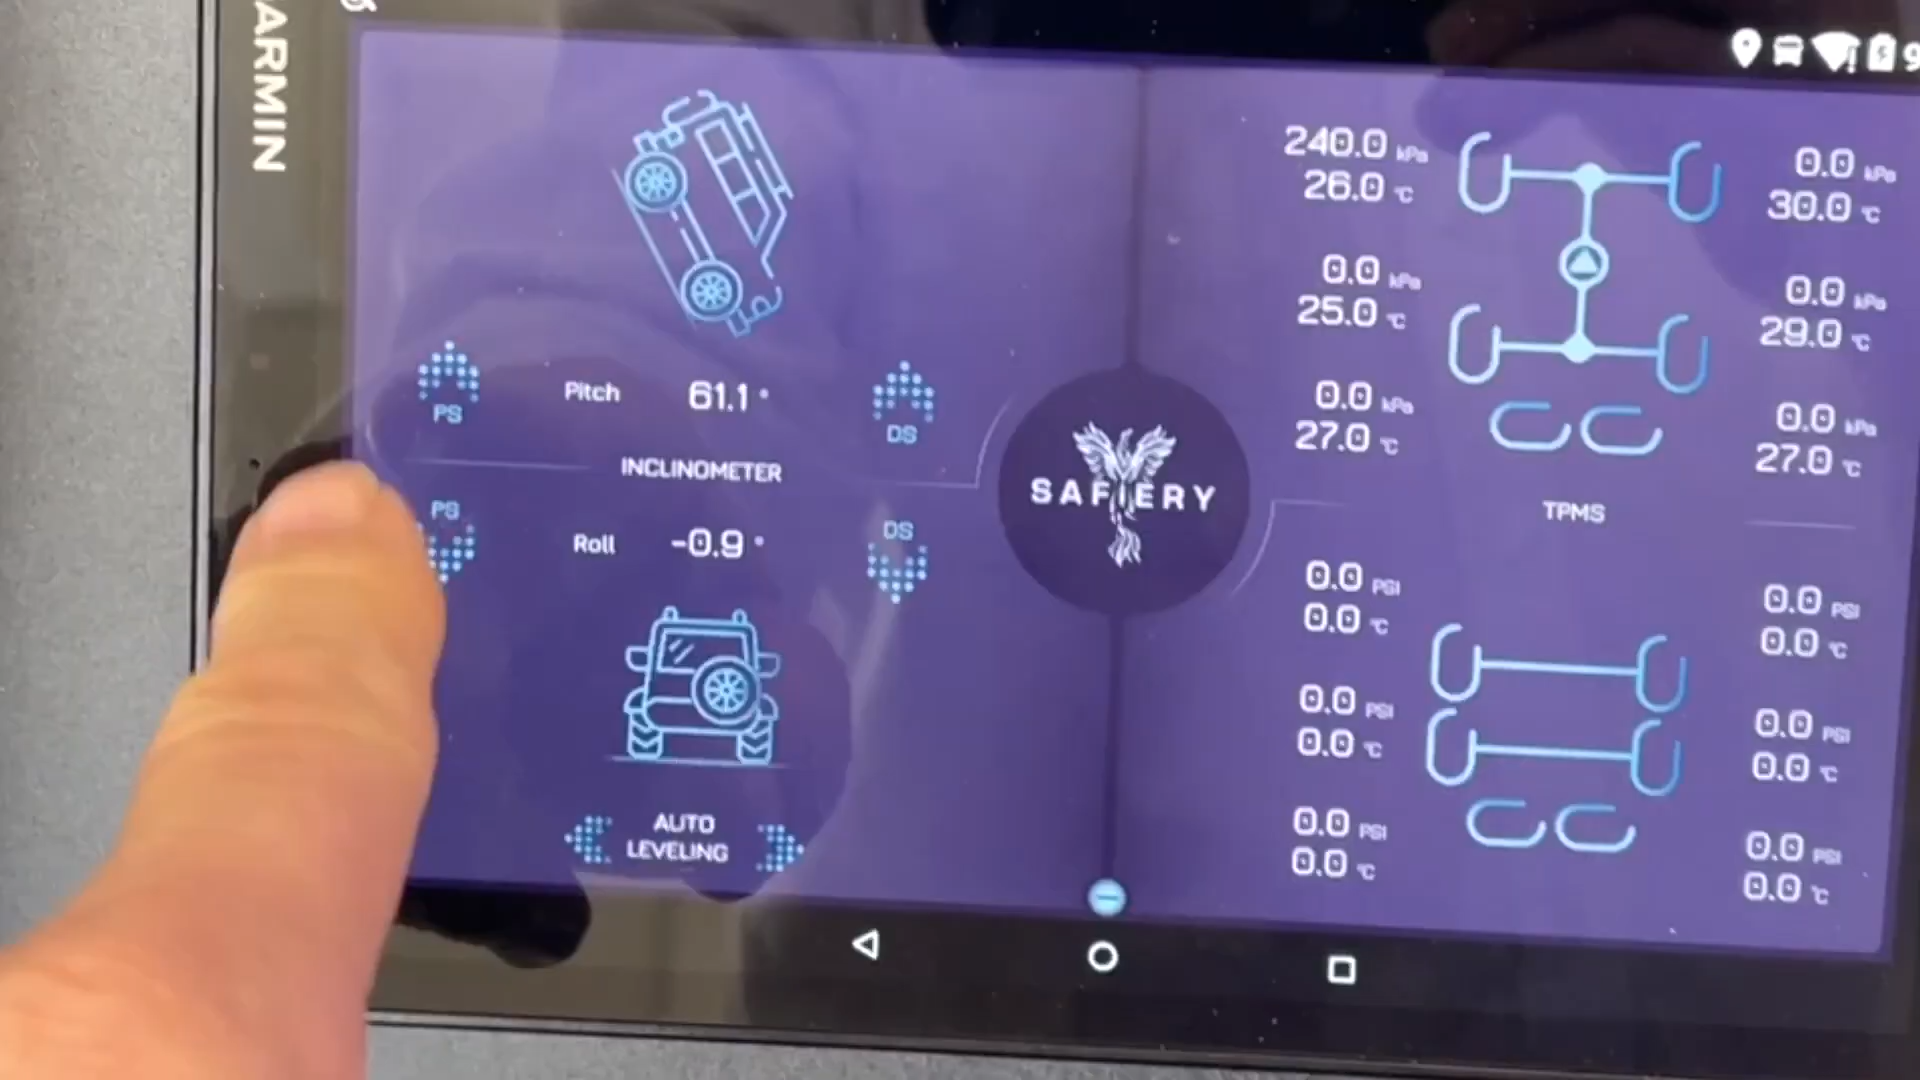 GARMIN
9
PS
Pitch 61.1 °
DS
INCLINOMETER
PS
Roll -0.9 °
DS
AUTO
LEVELING
SAFIERY
240.0 kPa
26.0 °C
0.0 kPa
30.0 °C
0.0 kPa
25.0 °C
0.0 kPa
29.0 °C
0.0 kPa
27.0 °C
0.0 kPa
27.0 °C
TPMS
0.0 PSI
0.0 °C
0.0 PSI
0.0 °C
0.0 PSI
0.0 °C
0.0 PSI
0.0 °C
0.0 PSI
0.0 °C
0.0 PSI
0.0 °C